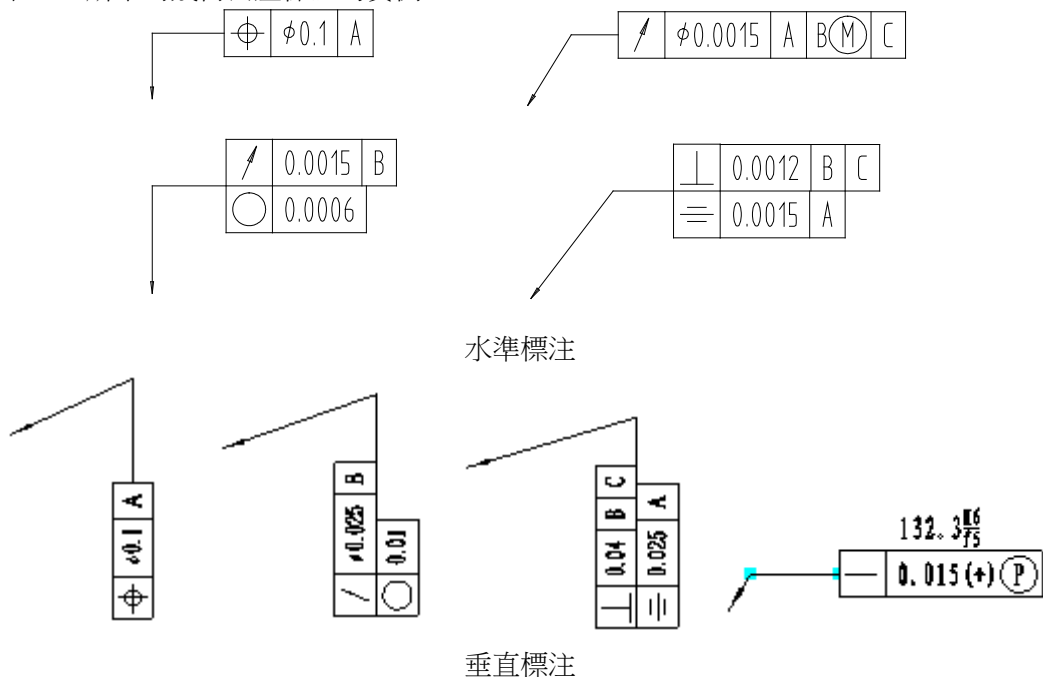 ⌖ ϕ0.1 A
↗ ϕ0.0015 A BⓂ C
↗ 0.0015 B
○ 0.0006
⊥ 0.0012 B C
⌯ 0.0015 A
水準標注
⌖ ϕ0.1 A
ϕ0.025 B
○ 0.01
⊥ 0.04 B C
⌯ 0.025 A
132.3
— 0.015(+)Ⓟ
垂直標注